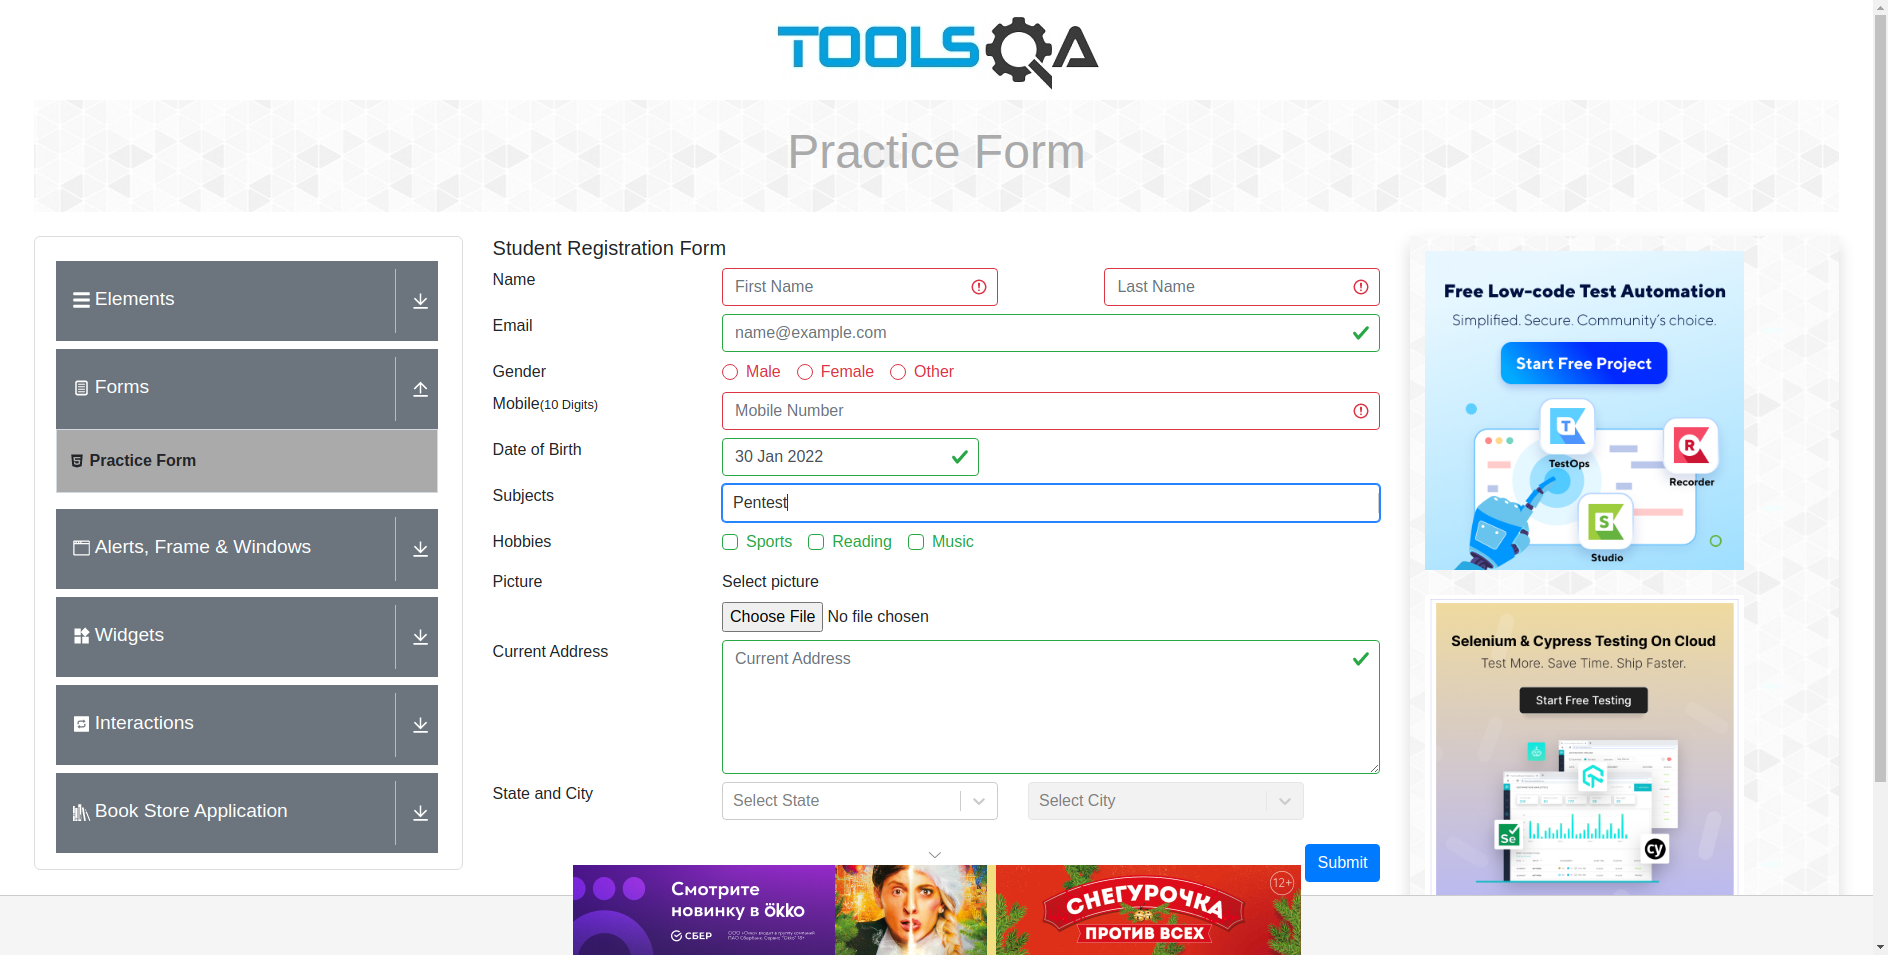 TOOLSQA
Practice Form
Elements
Forms
Practice Form
Alerts, Frame & Windows
Widgets
Interactions
Book Store Application
Student Registration Form
Name
First Name
Last Name
Email
name@example.com
Gender
Male
Female
Other
Mobile(10 Digits)
Mobile Number
Date of Birth
30 Jan 2022
Subjects
Pentest
Hobbies
Sports
Reading
Music
Picture
Select picture
Choose File No file chosen
Current Address
Current Address
State and City
Select State
Select City
Submit
Free Low-code Test Automation
Simplified. Secure. Community's choice.
Start Free Project
T
TestOps
R
Recorder
S
Studio
Selenium & Cypress Testing On Cloud
Test More. Save Time. Ship Faster.
Start Free Testing
Se
cy
Смотрите
новинку в ökko
СБЕР
СНЕГУРОЧКА
ПРОТИВ ВСЕХ
12+